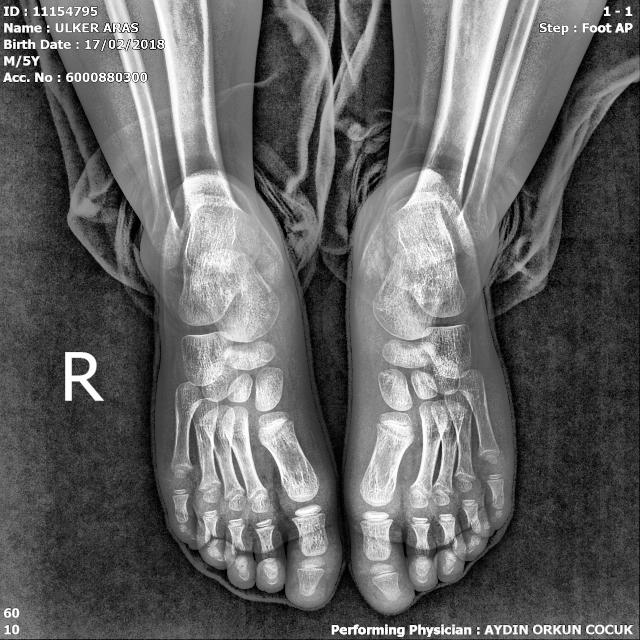 ID : 11154795
Name : ULKER ARAS
Birth Date : 17/02/2018
M/5Y
Acc. No : 6000880300
1 - 1
Step : Foot AP
R
60
10
Performing Physician : AYDIN ORKUN COCUK